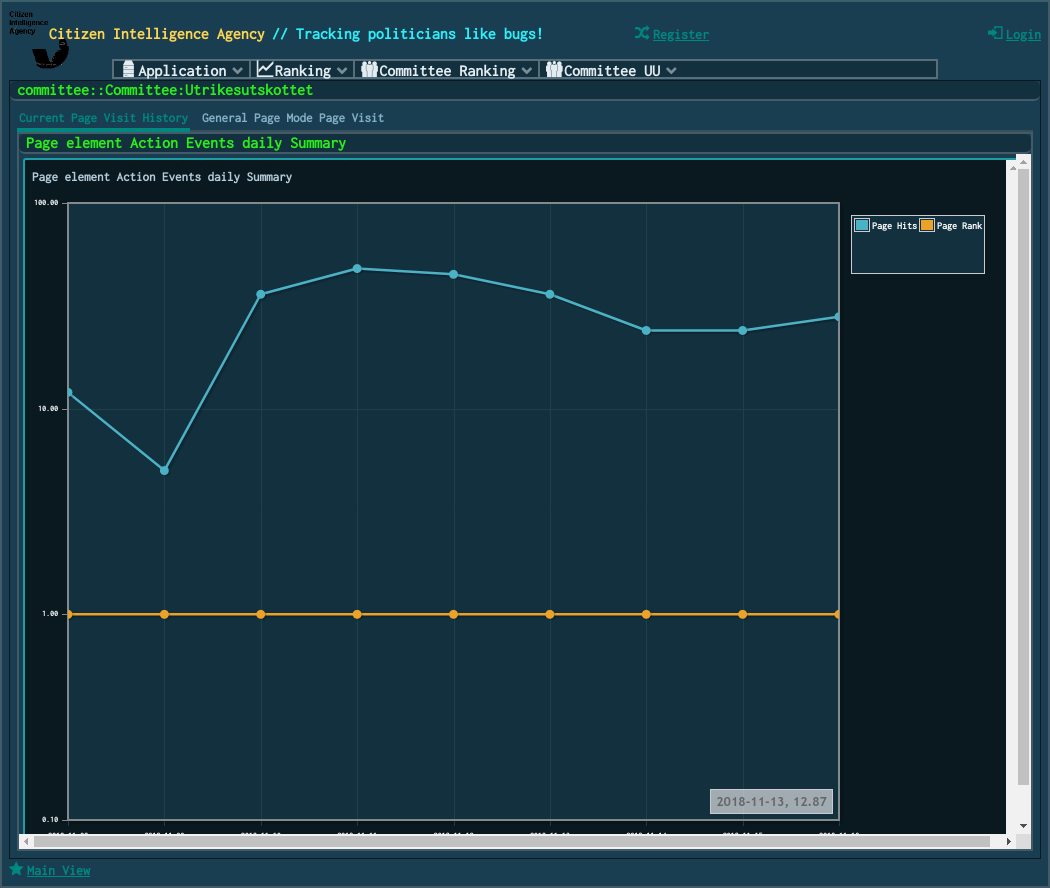 Citizen
Intelligence
Agency
Citizen Intelligence Agency // Tracking politicians like bugs!
Register
Login
Application
Ranking
Committee Ranking
Committee UU
committee::Committee:Utrikesutskottet
Current Page Visit History
General Page Mode Page Visit
Page element Action Events daily Summary
Page element Action Events daily Summary
100.00
Page Hits
Page Rank
10.00
1.00
2018-11-13, 12.87
0.10
Main View